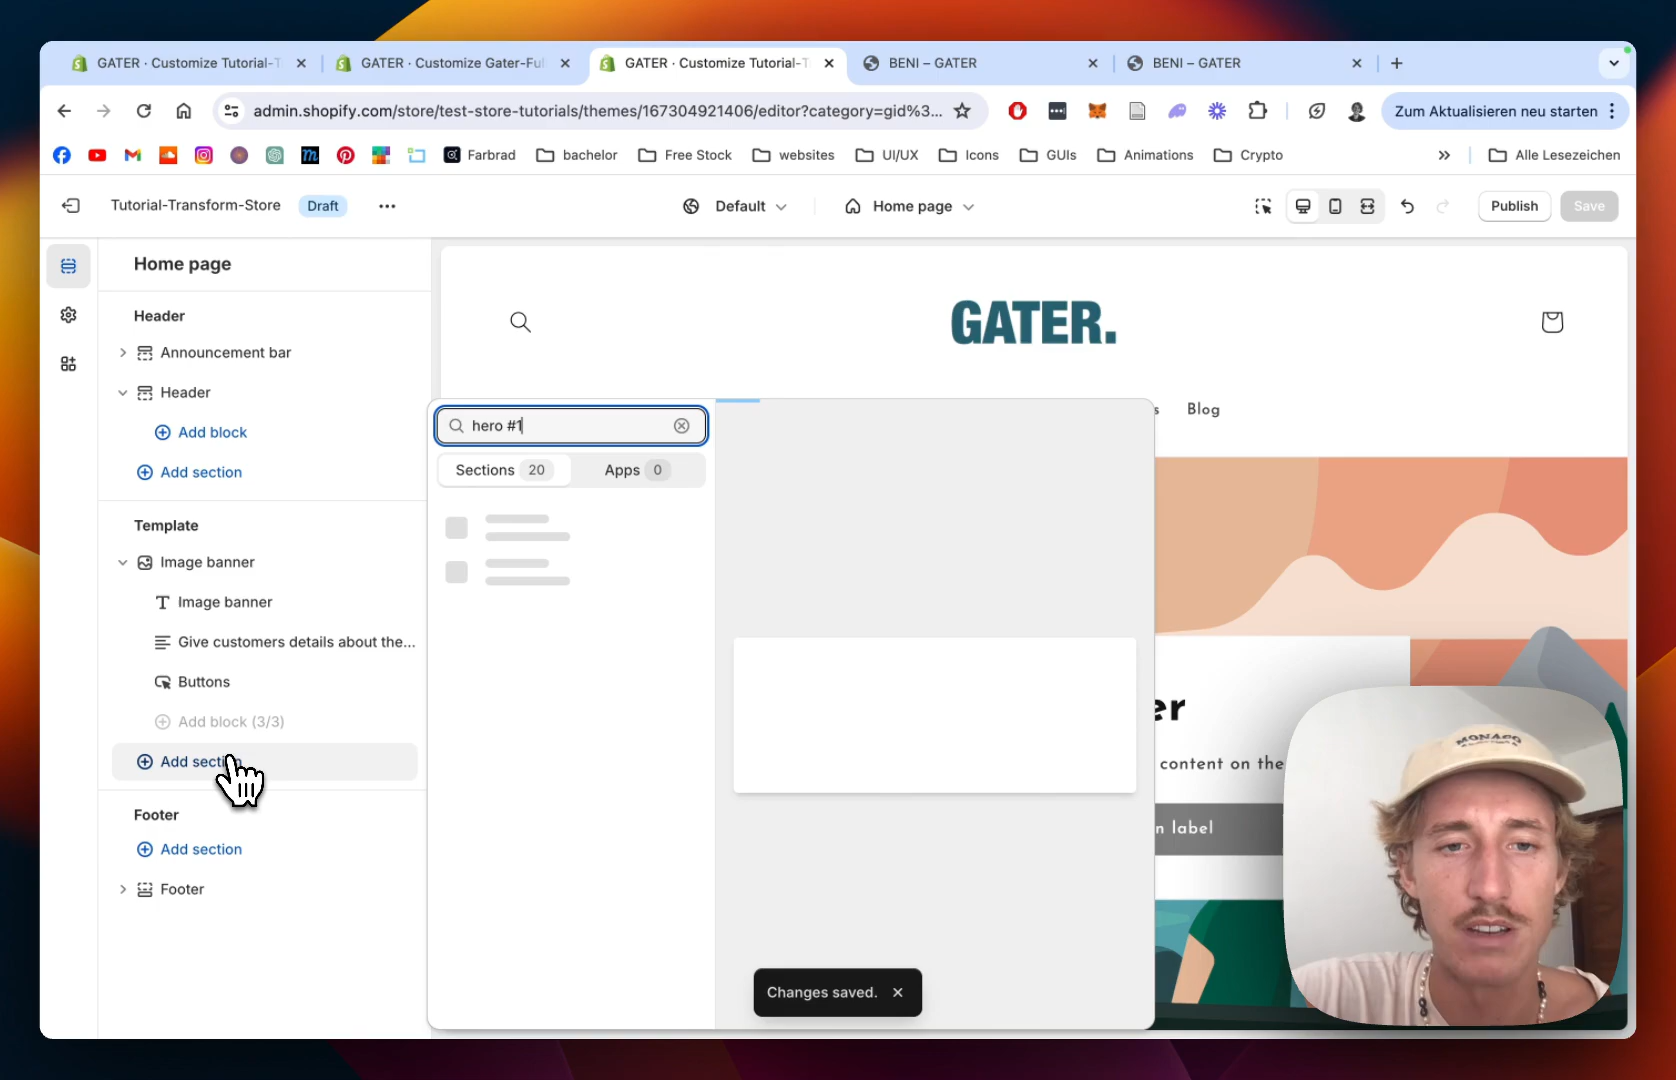 GATER · Customize Tutorial-T
GATER · Customize Gater-Ful
GATER · Customize Tutorial-T
BENI – GATER
BENI – GATER
admin.shopify.com/store/test-store-tutorials/themes/167304921406/editor?category=gid%3...
Zum Aktualisieren neu starten
Farbrad
bachelor
Free Stock
websites
UI/UX
Icons
GUIs
Animations
Crypto
Alle Lesezeichen
Tutorial-Transform-Store
Draft
Default
Home page
Publish
Save
Home page
Header
Announcement bar
Header
Add block
Add section
Template
Image banner
Image banner
Give customers details about the...
Buttons
Add block (3/3)
Add section
Footer
Add section
Footer
GATER.
s
Blog
hero #1
Sections 20
Apps 0
er
content on the
n label
Changes saved.
MONACO